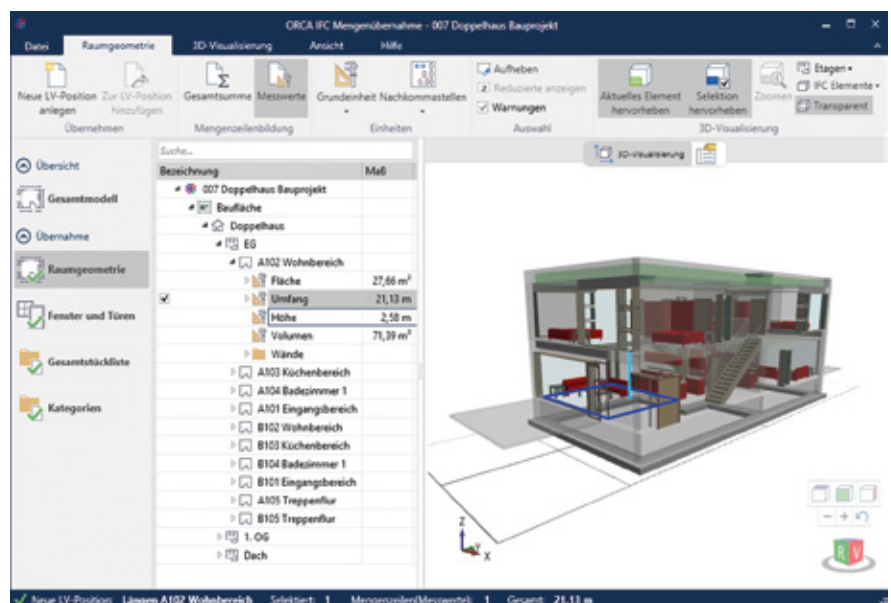 ORCA IFC Mengenübernahme - 007 Doppelhaus Bauprojekt
Datei Raumgeometrie 3D-Visualisierung Ansicht Hilfe
Neue LV-Position anlegen
Zur LV-Position hinzufügen
Gesamtsumme Messwerte
Grundeinheit Nachkommastellen
Aufheben
Reduzierte anzeigen
Warnungen
Aktuelles Element hervorheben
Selektion hervorheben
Zoomen
Etagen
IFC Elemente
Transparent
Übernehmen Mengenzeilenbildung Einheiten Auswahl 3D-Visualisierung
Übersicht
Gesamtmodell
Übernahme
Raumgeometrie
Fenster und Türen
Gesamtstückliste
Kategorien
Suche...
Bezeichnung Maß
007 Doppelhaus Bauprojekt
Baufläche
Doppelhaus
EG
A102 Wohnbereich
Fläche 27,66 m²
Umfang 21,13 m
Höhe 2,58 m
Volumen 71,39 m³
Wände
A103 Küchenbereich
A104 Badezimmer 1
A101 Eingangsbereich
B102 Wohnbereich
B103 Küchenbereich
B104 Badezimmer 1
B101 Eingangsbereich
A105 Treppenflur
B105 Treppenflur
1. OG
Dach
3D-Visualisierung
Z
Y
X
R V
Neue LV-Position: Längen A102 Wohnbereich Selektiert: 1 Mengenzeilen(Messwerte): 1 Gesamt: 21,13 m